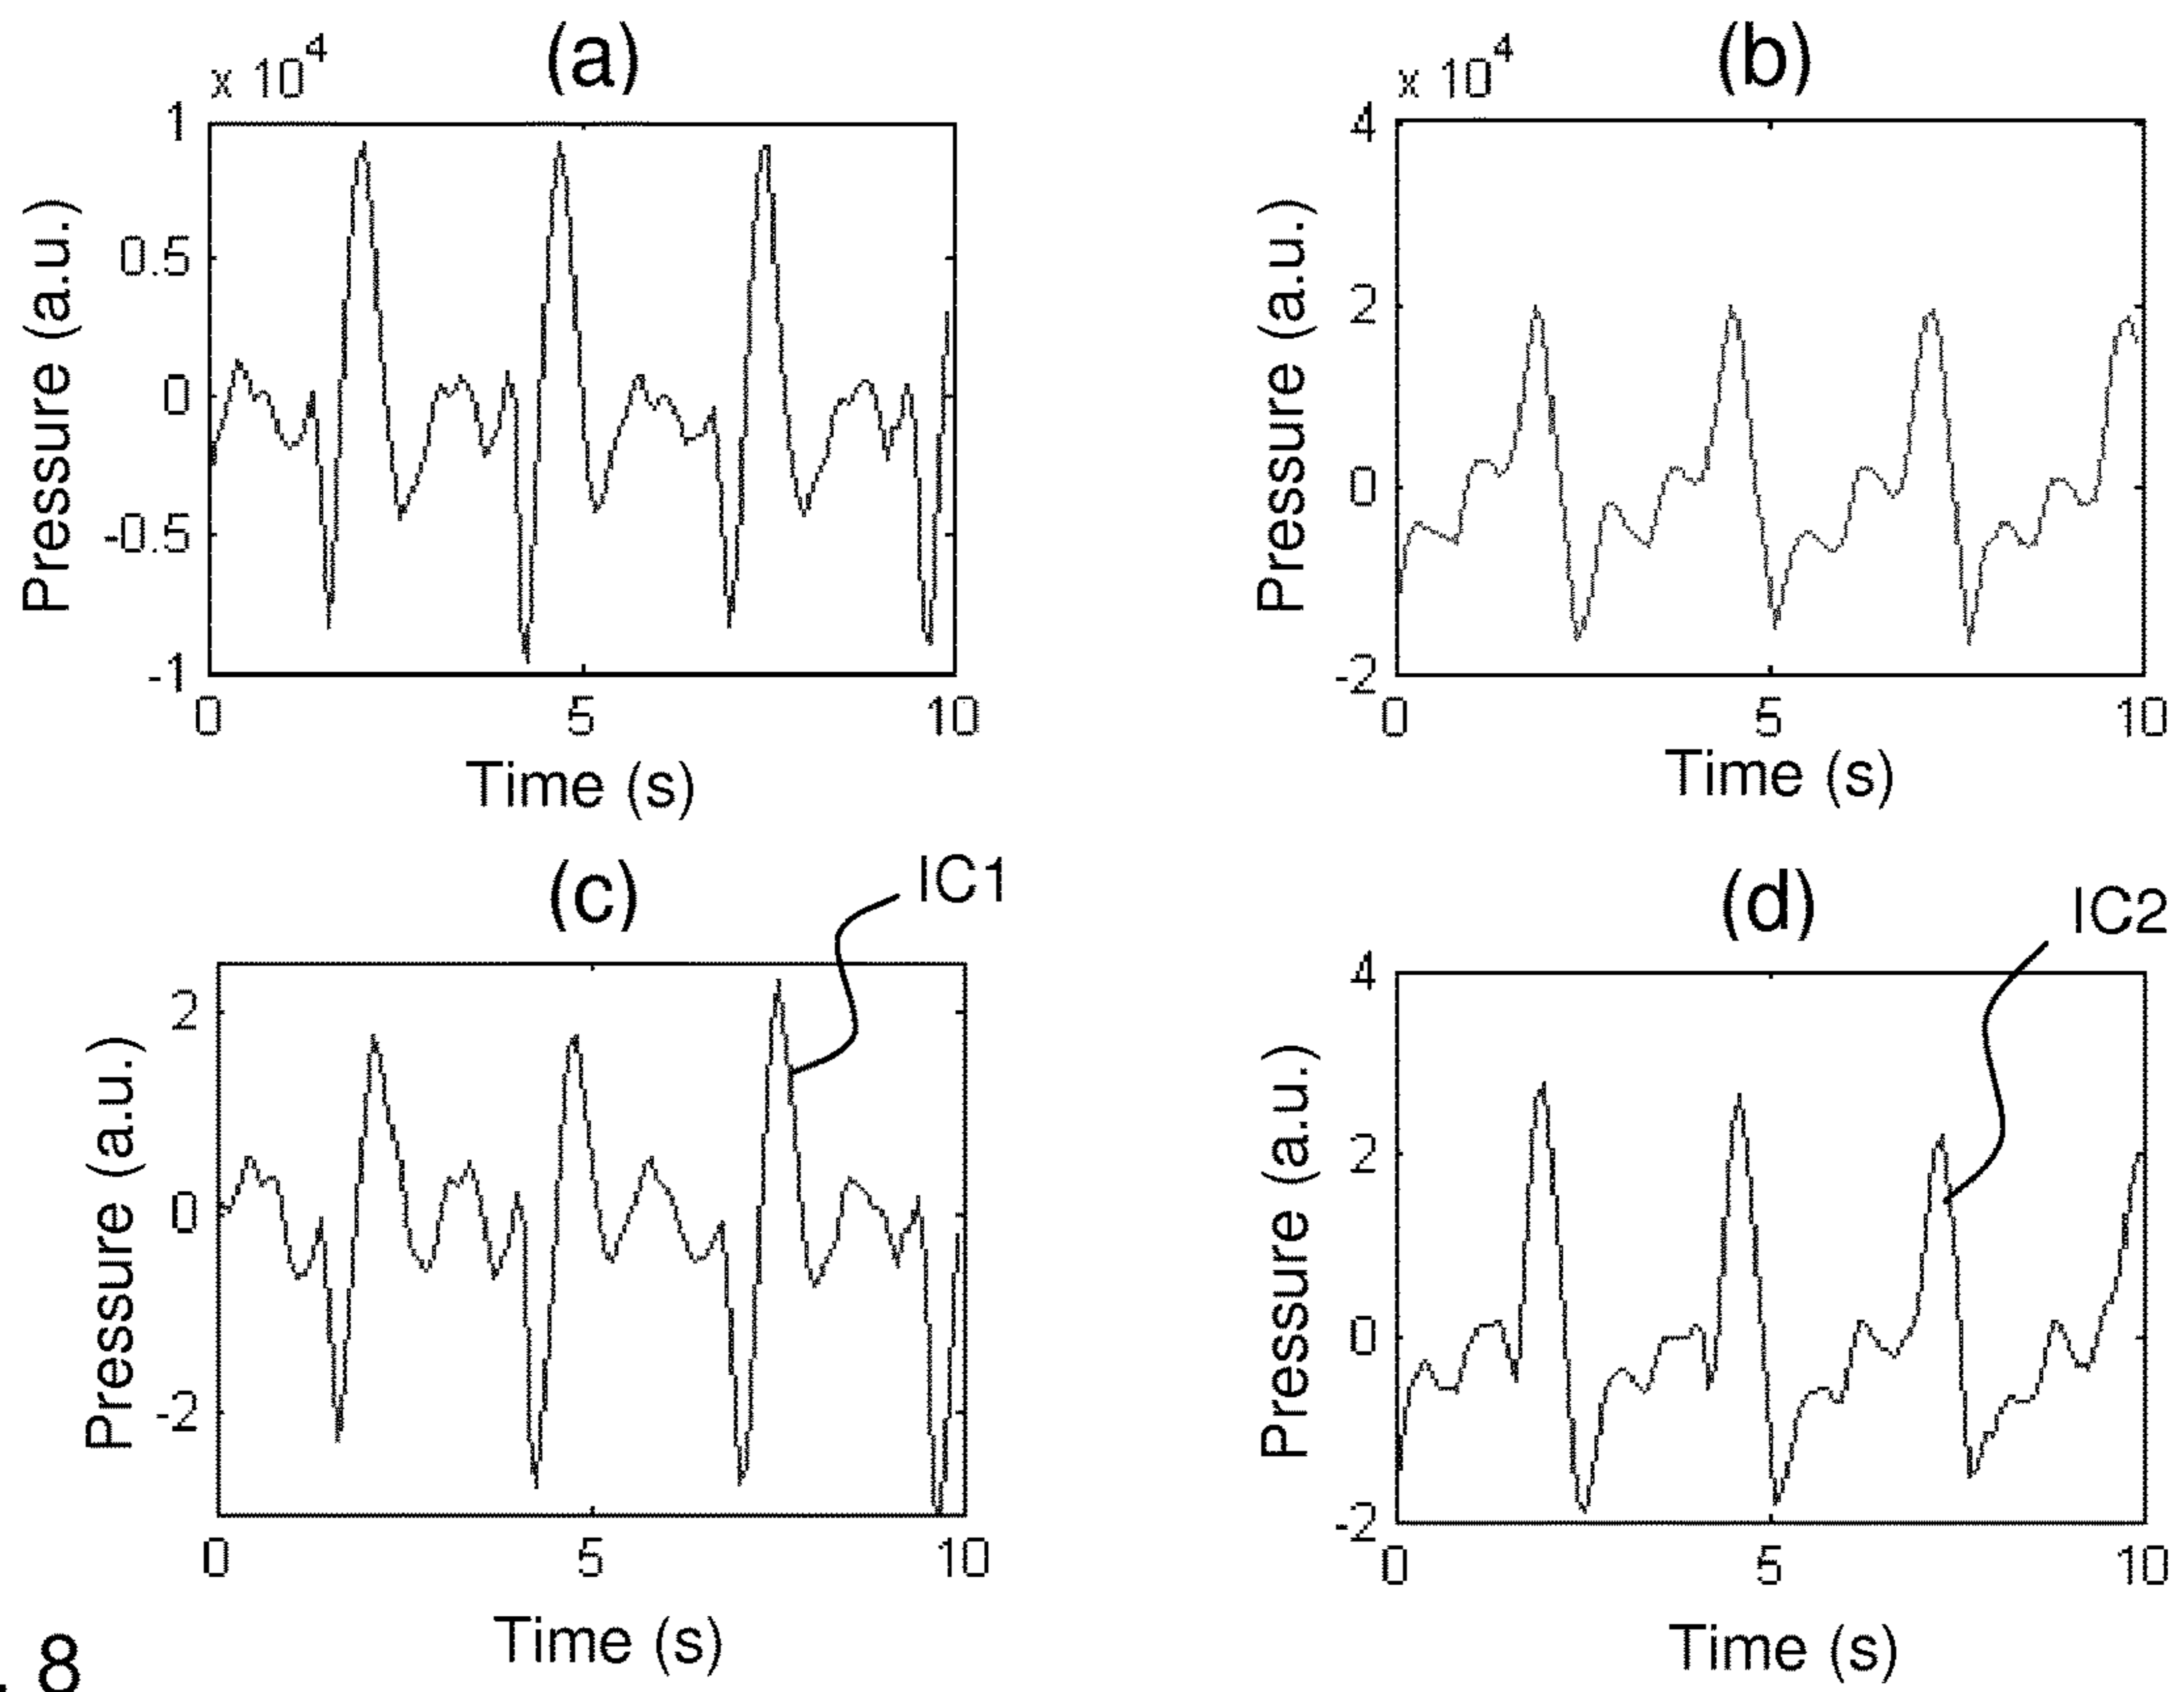 (a)
x 10^4
1
0.5
0
-0.5
-1
Pressure (a.u.)
0 5 10
Time (s)
(b)
x 10^4
4
2
0
-2
Pressure (a.u.)
0 5 10
Time (s)
(c)
IC1
2
0
-2
Pressure (a.u.)
0 5 10
Time (s)
(d)
IC2
4
2
0
-2
Pressure (a.u.)
0 5 10
Time (s)
. 8